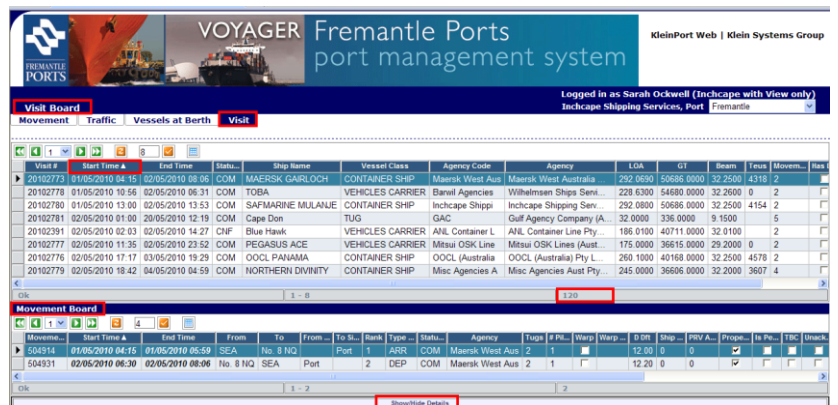 VOYAGER Fremantle Ports
port management system
KleinPort Web | Klein Systems Group
FREMANTLE
PORTS
Logged in as Sarah Ockwell (Inchcape with View only)
Visit Board Inchcape Shipping Services, Port Fremantle
Movement Traffic Vessels at Berth Visit
1 8
Visit # Start Time ▲ End Time Statu... Ship Name Vessel Class Agency Code Agency LOA GT Beam Teus Movem... Has
20102773 01/05/2010 04:15 02/05/2010 08:06 COM MAERSK GAIRLOCH CONTAINER SHIP Maersk West Aus Maersk West Australia ... 292.0690 50686.0000 32.2500 4318 2
20102778 01/05/2010 10:56 02/05/2010 06:31 COM TOBA VEHICLES CARRIER Barwil Agencies Wilhelmsen Ships Servi... 228.6300 54680.0000 32.2600 0 2
20102780 01/05/2010 13:00 02/05/2010 13:53 COM SAFMARINE MULANJE CONTAINER SHIP Inchcape Shippi Inchcape Shipping Serv... 292.0800 50686.0000 32.2500 4154 2
20102781 02/05/2010 01:00 20/05/2010 12:19 COM Cape Don TUG GAC Gulf Agency Company (A... 32.0000 336.0000 9.1500 5
20102391 02/05/2010 02:03 02/05/2010 14:27 CNF Blue Hawk VEHICLES CARRIER ANL Container L ANL Container Line Pty... 186.0100 40711.0000 32.0100 2
20102777 02/05/2010 11:35 02/05/2010 23:52 COM PEGASUS ACE VEHICLES CARRIER Mitsui OSK Line Mitsui OSK Lines (Aust... 175.0000 36615.0000 29.2000 0 2
20102776 02/05/2010 17:17 03/05/2010 19:29 COM OOCL PANAMA CONTAINER SHIP OOCL (Australia OOCL (Australia) Pty L... 260.1000 40168.0000 32.2500 4578 2
20102779 02/05/2010 18:42 04/05/2010 04:59 COM NORTHERN DIVINITY CONTAINER SHIP Misc Agencies A Misc Agencies Aust Pty... 245.0000 36606.0000 32.2000 3607 4
Ok 1 - 8 120
Movement Board
1 4
Moveme... Start Time ▲ End Time From To From ... To Si... Rank Type ... Statu... Agency Tugs # Pil... Warp Warp ... D Dft Ship ... PRV A... Prope... Is Pe... TBC Unack.
504914 01/05/2010 04:15 01/05/2010 05:59 SEA No. 8 NQ Port 1 ARR COM Maersk West Aus 2 1 12.00 0 0
504931 02/05/2010 06:30 02/05/2010 08:06 No. 8 NQ SEA Port 2 DEP COM Maersk West Aus 2 1 12.20 0 0
Ok 1 - 2 2
Show/Hide Details